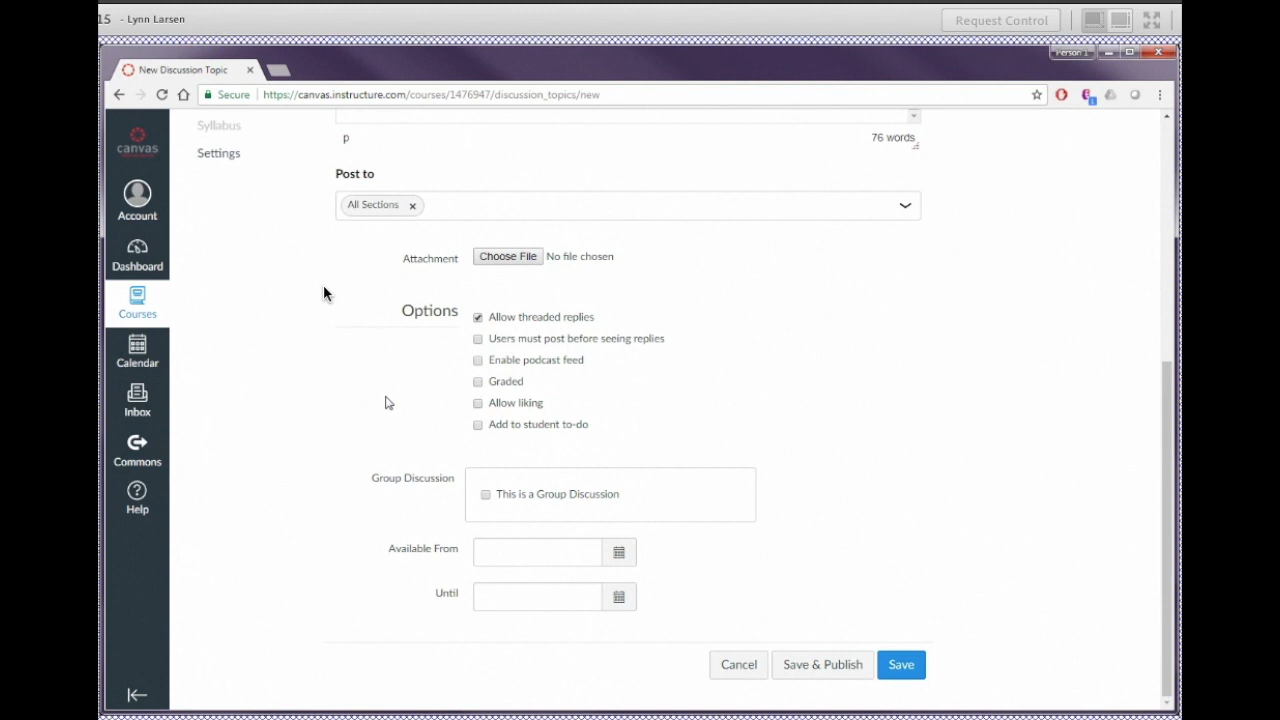 15 - Lynn Larsen
Request Control
Person 1
New Discussion Topic
Secure https://canvas.instructure.com/courses/1476947/discussion_topics/new
canvas
Syllabus
Settings
p
76 words
Post to
All Sections
Account
Dashboard
Courses
Calendar
Inbox
Commons
Help
Attachment Choose File No file chosen
Options
Allow threaded replies
Users must post before seeing replies
Enable podcast feed
Graded
Allow liking
Add to student to-do
Group Discussion
This is a Group Discussion
Available From
Until
Cancel
Save & Publish
Save